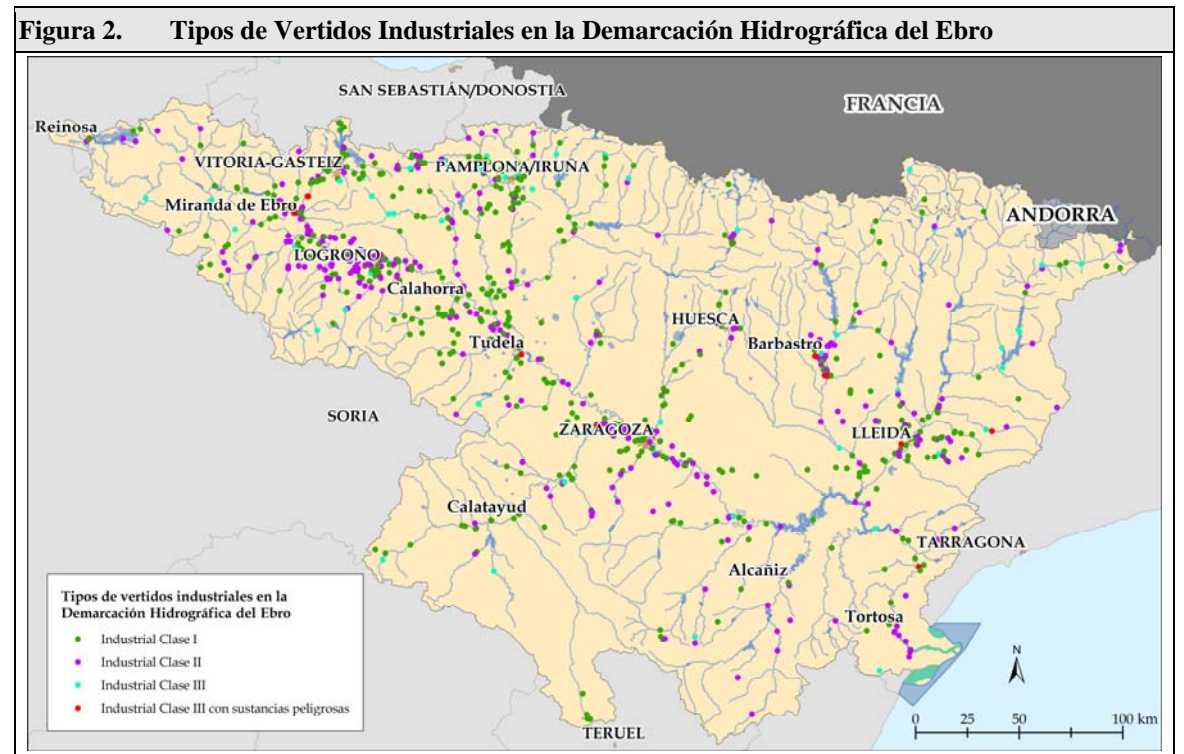 Figura 2. Tipos de Vertidos Industriales en la Demarcación Hidrográfica del Ebro
SAN SEBASTIÁN/DONOSTIA
FRANCIA
Reinosa
VITORIA-GASTEIZ
PAMPLONA/IRUÑA
Miranda de Ebro
ANDORRA
LOGROÑO
Calahorra
HUESCA
Tudela
Barbastro
SORIA
ZARAGOZA
LLEIDA
Calatayud
TARRAGONA
Alcañiz
Tortosa
TERUEL
Tipos de vertidos industriales en la
Demarcación Hidrográfica del Ebro
Industrial Clase I
Industrial Clase II
Industrial Clase III
Industrial Clase III con sustancias peligrosas
N
0 25 50 100 km